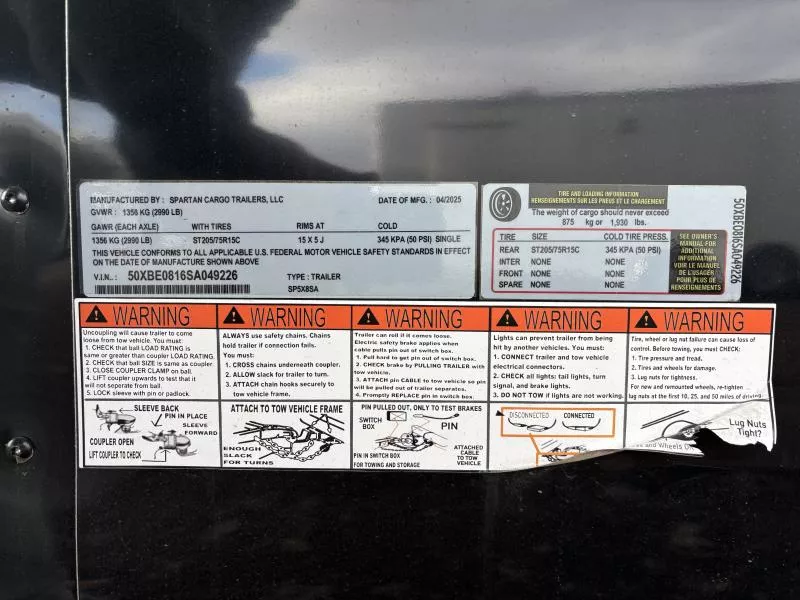 MANUFACTURED BY : SPARTAN CARGO TRAILERS, LLC DATE OF MFG. : 04/2025
GVWR : 1356 KG (2990 LB)
GAWR (EACH AXLE) WITH TIRES RIMS AT COLD
1356 KG (2990 LB) ST205/75R15C 15 X 5 J 345 KPA (50 PSI) SINGLE
THIS VEHICLE CONFORMS TO ALL APPLICABLE U.S. FEDERAL MOTOR VEHICLE SAFETY STANDARDS IN EFFECT
ON THE DATE OF MANUFACTURE SHOWN ABOVE
V.I.N. : 50XBE0816SA049226 TYPE : TRAILER
SP5X8SA
TIRE AND LOADING INFORMATION
RENSEIGNEMENTS SUR LES PNEUS ET LE CHARGEMENT
The weight of cargo should never exceed
875 kg or 1,930 lbs.
TIRE SIZE COLD TIRE PRESS.
REAR ST205/75R15C 345 KPA (50 PSI)
INTER NONE NONE
FRONT NONE NONE
SPARE NONE NONE
SEE OWNER'S
MANUAL FOR
ADDITIONAL
INFORMATION
VOIR LE MANUEL
DE L'USAGER
POUR PLUS DE
RENSEIGNEMENTS
50XBE0816SA049226
WARNING
Uncoupling will cause trailer to come
loose from vehicle. You must:
1. CHECK that ball LOAD RATING is
same or greater than coupler LOAD RATING.
2. CHECK that ball SIZE is same as coupler
3. CLOSE COUPLER CLAMP on ball.
4. LIFT coupler upwards to test that it
will not seperate from ball.
5. LOCK sleeve with pin or padlock.
SLEEVE BACK
PIN IN PLACE
SLEEVE
FORWARD
COUPLER OPEN
LIFT COUPLER TO CHECK
WARNING
ALWAYS use safety chains. Chains
hold trailer if connection fails.
You must:
1. CROSS chains underneath coupler.
2. ALLOW slack for trailer to turn.
3. ATTACH chain hooks securely to
tow vehicle frame.
ATTACH TO TOW VEHICLE FRAME
ENOUGH
SLACK
FOR TURNS
WARNING
Trailer can roll if it comes loose.
Electric safety brake applies when
cable pulls pin out of switch box.
1. Pull hard to get pin out of switch box.
2. CHECK brake by PULLING TRAILER with
tow vehicle.
3. ATTACH pin CABLE to tow vehicle so pin
will be pulled out of trailer separates.
4. Promptly REPLACE pin in switch box.
PIN PULLED OUT, ONLY TO TEST BRAKES
SWITCH
BOX
PIN
PIN IN SWITCH BOX
FOR TOWING AND STORAGE
ATTACHED
CABLE
TO TOW
VEHICLE
WARNING
Lights can prevent trailer from being
hit by another vehicle. You must:
1. CONNECT trailer and tow vehicle
electrical connectors.
2. CHECK all lights: tail lights, turn
signal, and brake lights.
3. DO NOT TOW if lights are not working.
DISCONNECTED CONNECTED
WARNING
Tire, wheel or lug nut failure can cause loss of
control. Before towing, you must CHECK:
1. Tire pressure and tread.
2. Tires and wheels for damage.
3. Lug nuts for tightness.
For new and remounted wheels, re-tighten
lug nuts at the first 10, 25, and 50 miles of driving.
Lug Nuts
Tight?
and Wheels